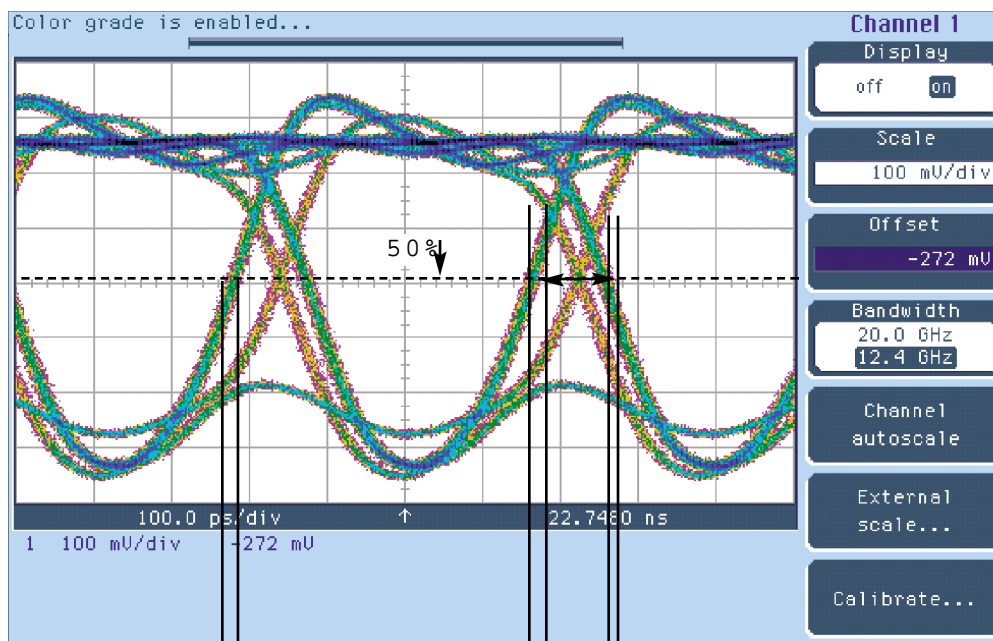 Color grade is enabled...
Channel 1
Display
off on
Scale
100 mV/div
Offset
-272 mV
Bandwidth
20.0 GHz
12.4 GHz
Channel
autoscale
External
scale...
Calibrate...
50%
100.0 ps/div ↑ 22.7480 ns
1 100 mV/div -272 mV